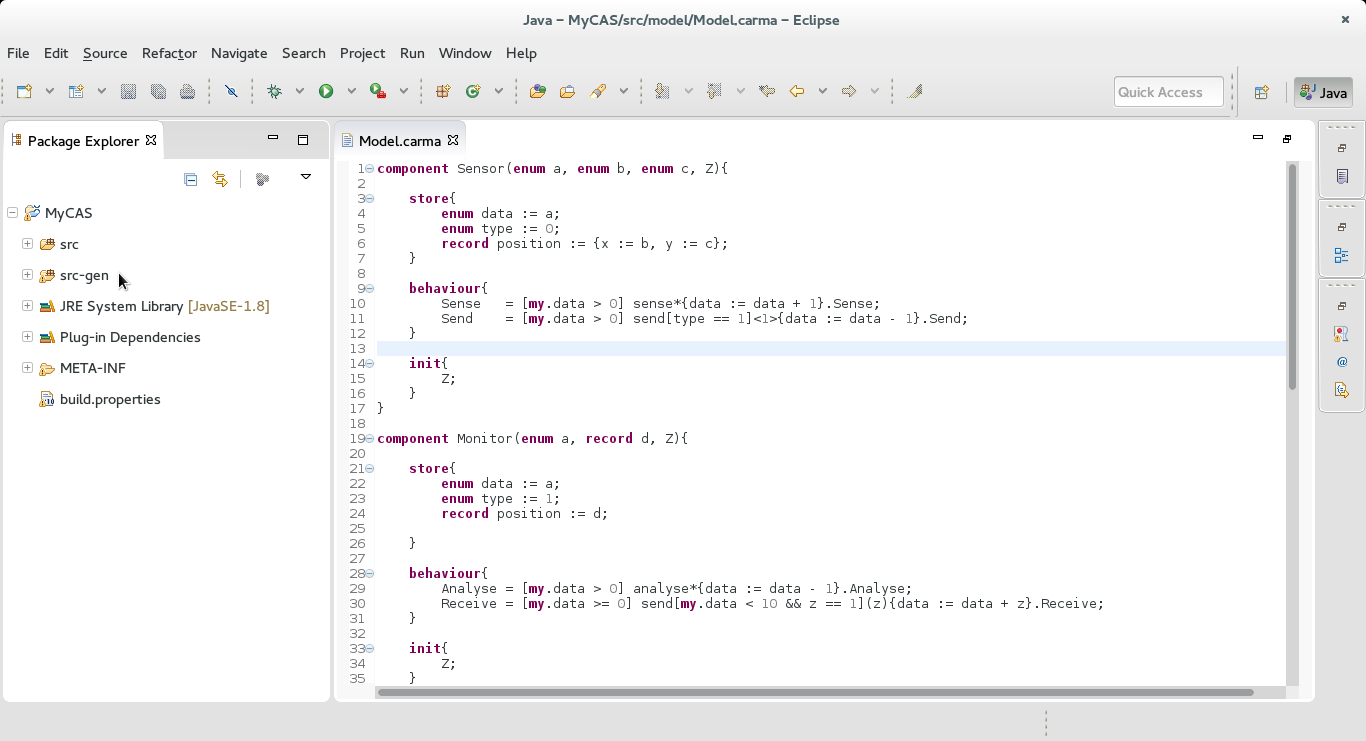 Java – MyCAS/src/model/Model.carma – Eclipse
File Edit Source Refactor Navigate Search Project Run Window Help
Quick Access
Java
Package Explorer
Model.carma
MyCAS
src
src-gen
JRE System Library [JavaSE-1.8]
Plug-in Dependencies
META-INF
build.properties
1 component Sensor(enum a, enum b, enum c, Z){
2
3     store{
4         enum data := a;
5         enum type := 0;
6         record position := {x := b, y := c};
7     }
8
9     behaviour{
10         Sense   = [my.data > 0] sense*{data := data + 1}.Sense;
11         Send    = [my.data > 0] send[type == 1]<1>{data := data - 1}.Send;
12     }
13
14     init{
15         Z;
16     }
17 }
18
19 component Monitor(enum a, record d, Z){
20
21     store{
22         enum data := a;
23         enum type := 1;
24         record position := d;
25
26     }
27
28     behaviour{
29         Analyse = [my.data > 0] analyse*{data := data - 1}.Analyse;
30         Receive = [my.data >= 0] send[my.data < 10 && z == 1](z){data := data + z}.Receive;
31     }
32
33     init{
34         Z;
35     }